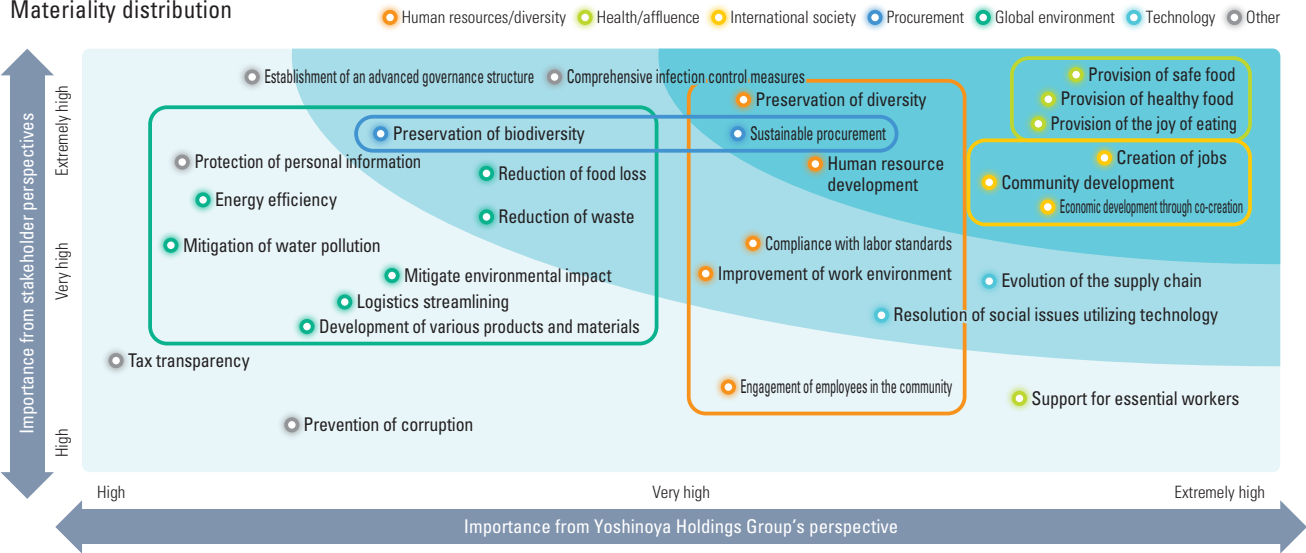 Materiality distribution
Human resources/diversity
Health/affluence
International society
Procurement
Global environment
Technology
Other
Importance from stakeholder perspectives
Extremely high
Very high
High
Establishment of an advanced governance structure
Comprehensive infection control measures
Provision of safe food
Provision of healthy food
Provision of the joy of eating
Preservation of diversity
Preservation of biodiversity
Sustainable procurement
Protection of personal information
Reduction of food loss
Human resource
development
Creation of jobs
Community development
Economic development through co-creation
Energy efficiency
Reduction of waste
Mitigation of water pollution
Compliance with labor standards
Mitigate environmental impact
Improvement of work environment
Evolution of the supply chain
Logistics streamlining
Resolution of social issues utilizing technology
Development of various products and materials
Tax transparency
Engagement of employees in the community
Support for essential workers
Prevention of corruption
High
Very high
Extremely high
Importance from Yoshinoya Holdings Group's perspective